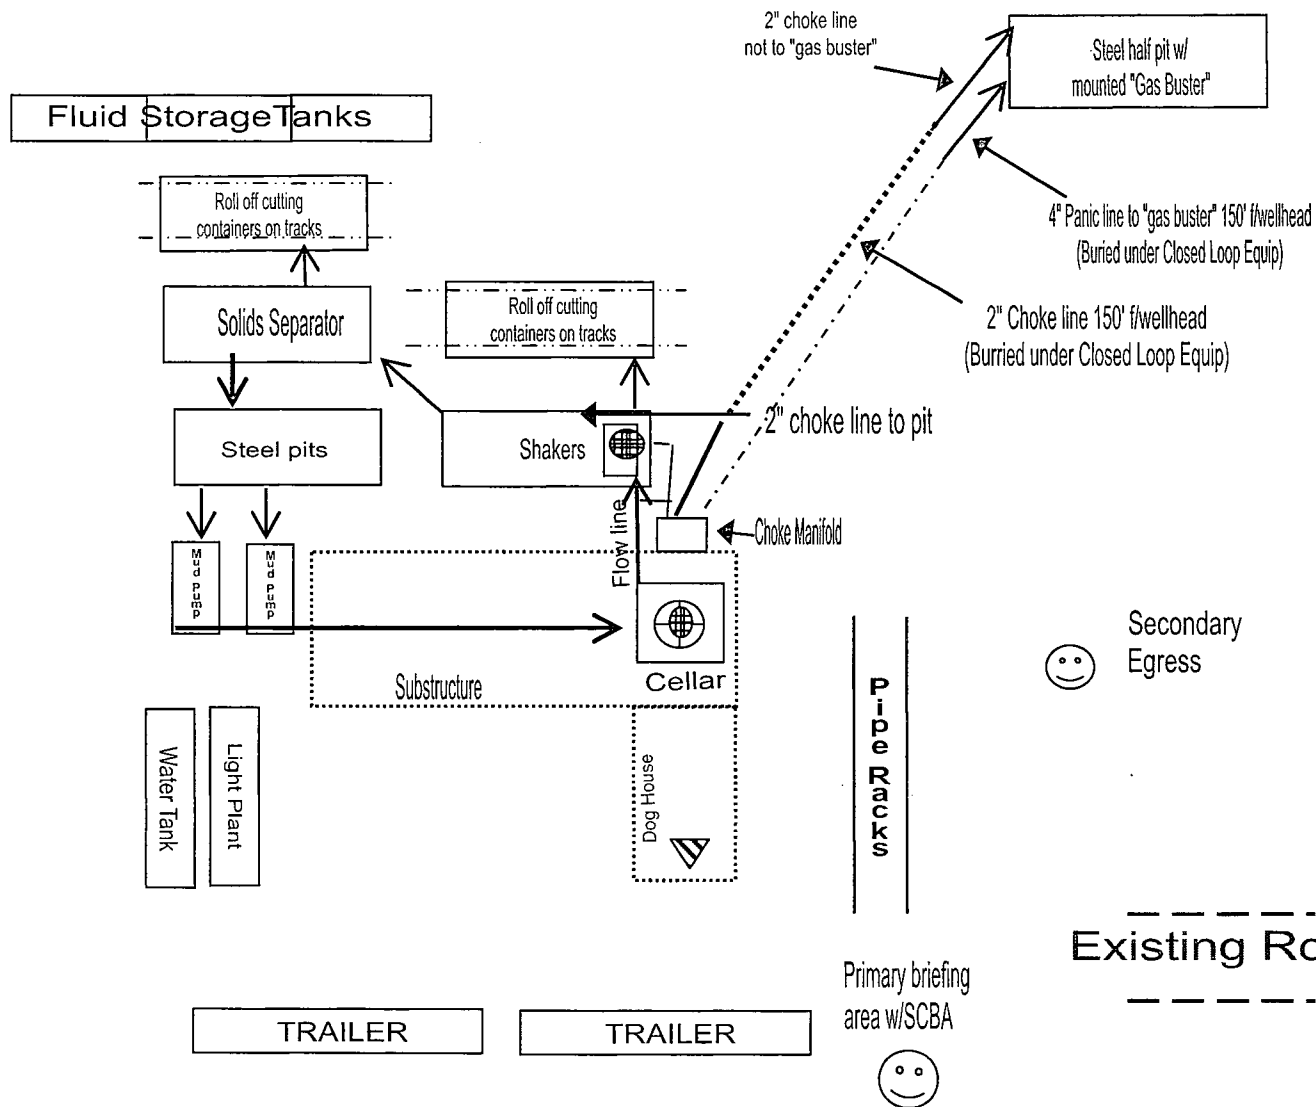 2" choke line
not to "gas buster"
Steel half pit w/
mounted "Gas Buster"
Fluid StorageTanks
Roll off cutting
containers on tracks
4" Panic line to "gas buster" 150' f/wellhead
(Buried under Closed Loop Equip)
Solids Separator
Roll off cutting
containers on tracks
2" Choke line 150' f/wellhead
(Burried under Closed Loop Equip)
2" choke line to pit
Steel pits
Shakers
Flow line
Choke Manifold
Mud Pump
Mud Pump
Cellar
Substructure
Secondary
Egress
Pipe Racks
Water Tank
Light Plant
Dog House
Existing Ro
Primary briefing
area w/SCBA
TRAILER
TRAILER